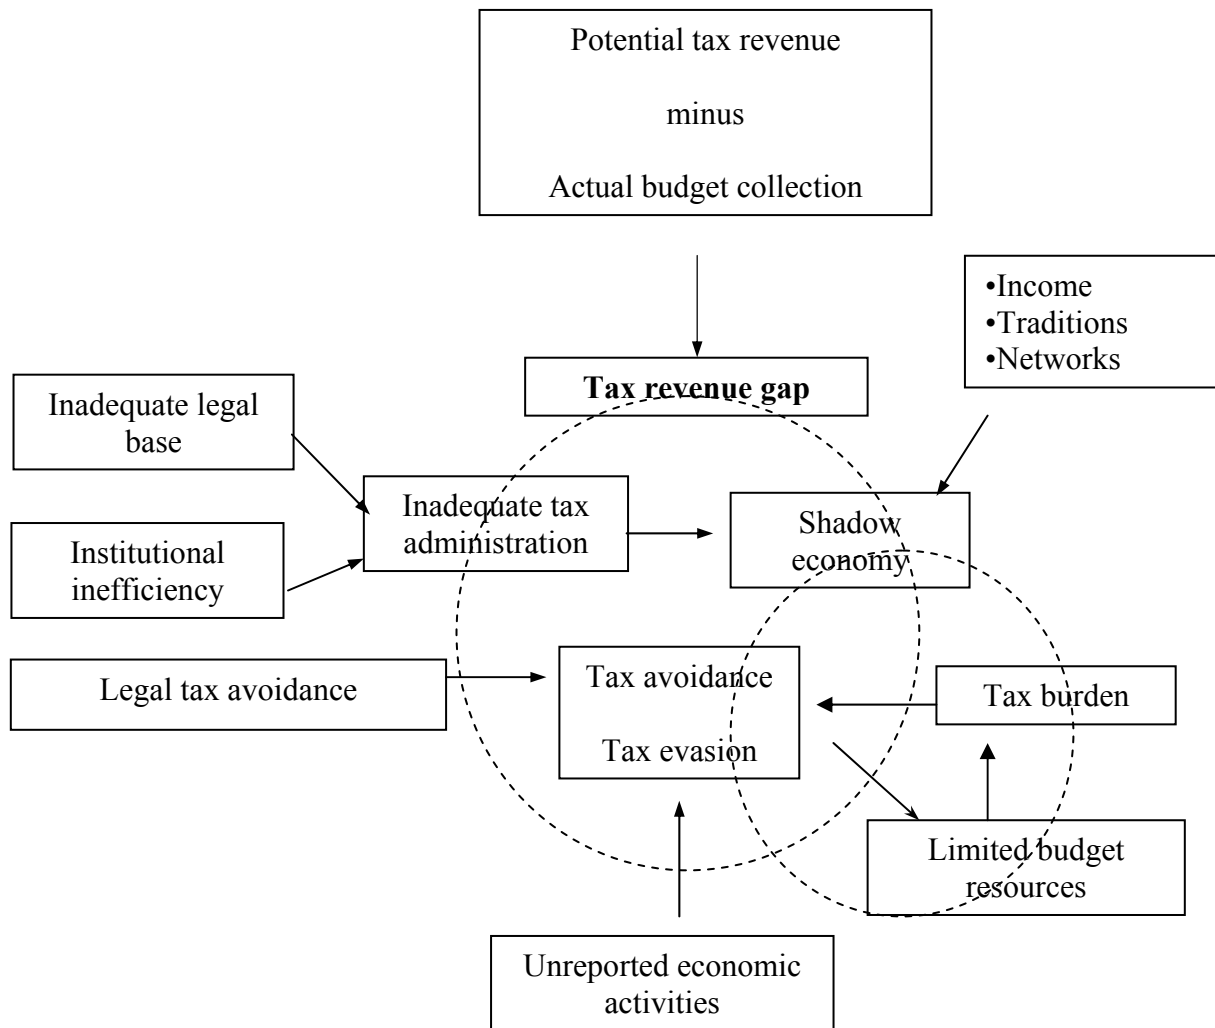 Potential tax revenue
minus
Actual budget collection
•Income
•Traditions
•Networks
Tax revenue gap
Inadequate legal
base
Inadequate tax
administration
Shadow
economy
Institutional
inefficiency
Legal tax avoidance
Tax avoidance
Tax evasion
Tax burden
Limited budget
resources
Unreported economic
activities